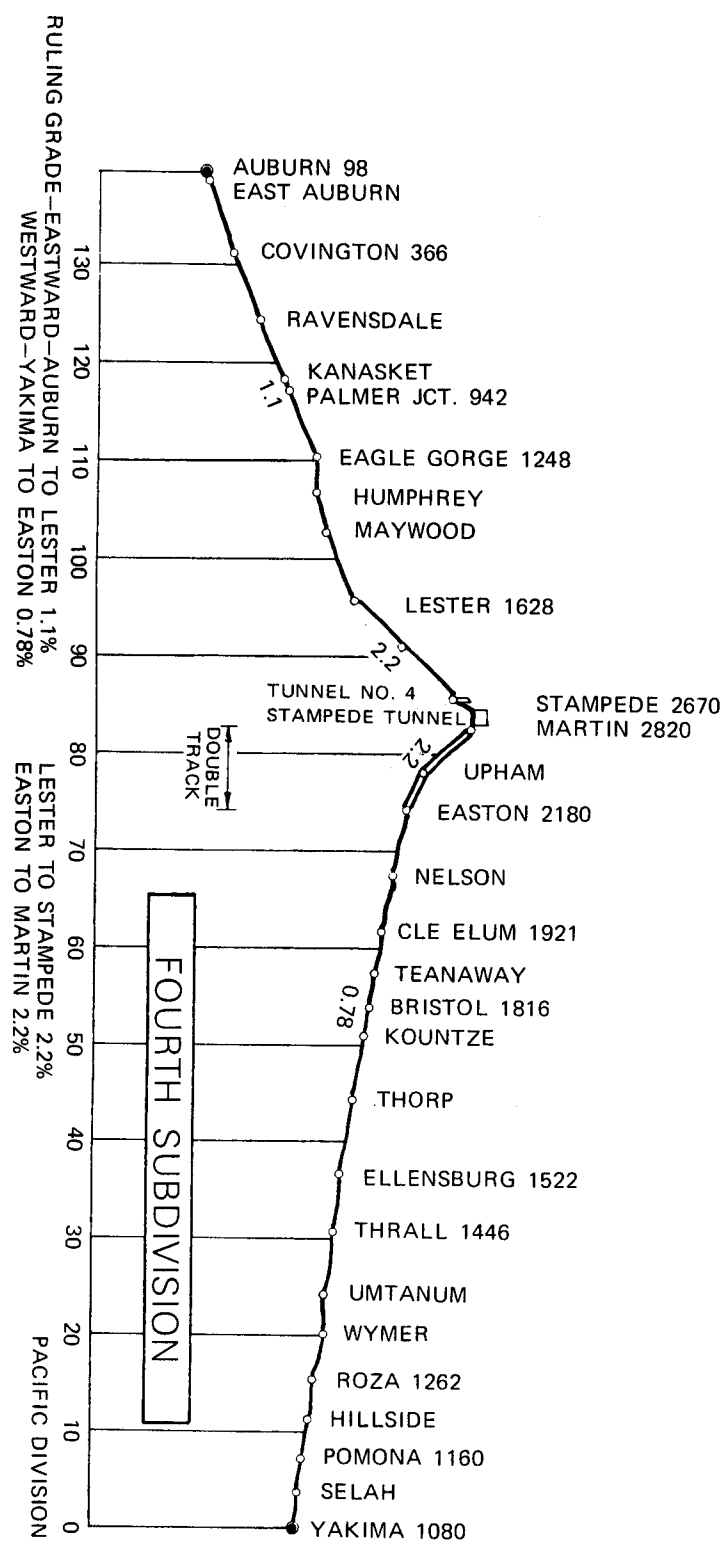 AUBURN 98
EAST AUBURN
COVINGTON 366
RAVENSDALE
KANASKET
PALMER JCT. 942
1.1
EAGLE GORGE 1248
HUMPHREY
MAYWOOD
LESTER 1628
2.2
TUNNEL NO. 4
STAMPEDE TUNNEL
STAMPEDE 2670
MARTIN 2820
2.2
DOUBLE
TRACK
UPHAM
EASTON 2180
NELSON
CLE ELUM 1921
TEANAWAY
BRISTOL 1816
0.78
KOUNTZE
THORP
ELLENSBURG 1522
THRALL 1446
UMTANUM
WYMER
ROZA 1262
HILLSIDE
POMONA 1160
SELAH
YAKIMA 1080
130
120
110
100
90
80
70
60
50
40
30
20
10
0
FOURTH SUBDIVISION
RULING GRADE—EASTWARD—AUBURN TO LESTER 1.1%
WESTWARD—YAKIMA TO EASTON 0.78%
LESTER TO STAMPEDE 2.2%
EASTON TO MARTIN 2.2%
PACIFIC DIVISION